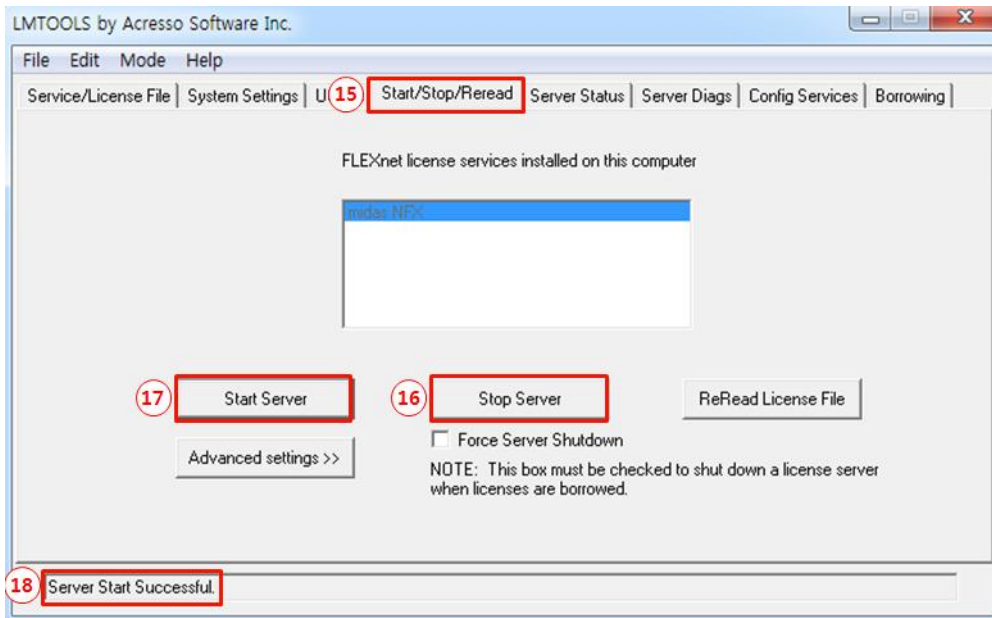 LMTOOLS by Acresso Software Inc.
File Edit Mode Help
Service/License File System Settings U 15 Start/Stop/Reread Server Status Server Diags Config Services Borrowing
FLEXnet license services installed on this computer
midas NFX
17 Start Server 16 Stop Server ReRead License File
Advanced settings >> Force Server Shutdown
NOTE: This box must be checked to shut down a license server
when licenses are borrowed.
18 Server Start Successful.